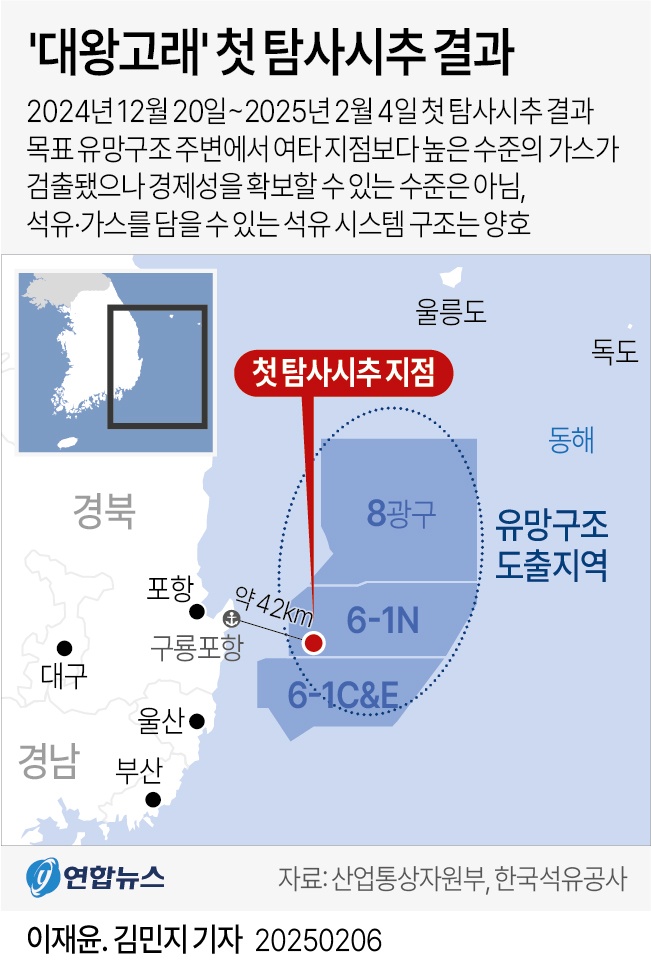 '대왕고래' 첫 탐사시추 결과
2024년 12월 20일~2025년 2월 4일 첫 탐사시추 결과
목표 유망구조 주변에서 여타 지점보다 높은 수준의 가스가
검출됐으나 경제성을 확보할 수 있는 수준은 아님,
석유·가스를 담을 수 있는 석유 시스템 구조는 양호
울릉도
독도
첫 탐사시추 지점
동해
경북
8광구
유망구조
도출지역
포항
약 42km
6-1N
구룡포항
대구
6-1C&E
울산
경남
부산
연합뉴스
자료: 산업통상자원부, 한국석유공사
이재윤. 김민지 기자 20250206